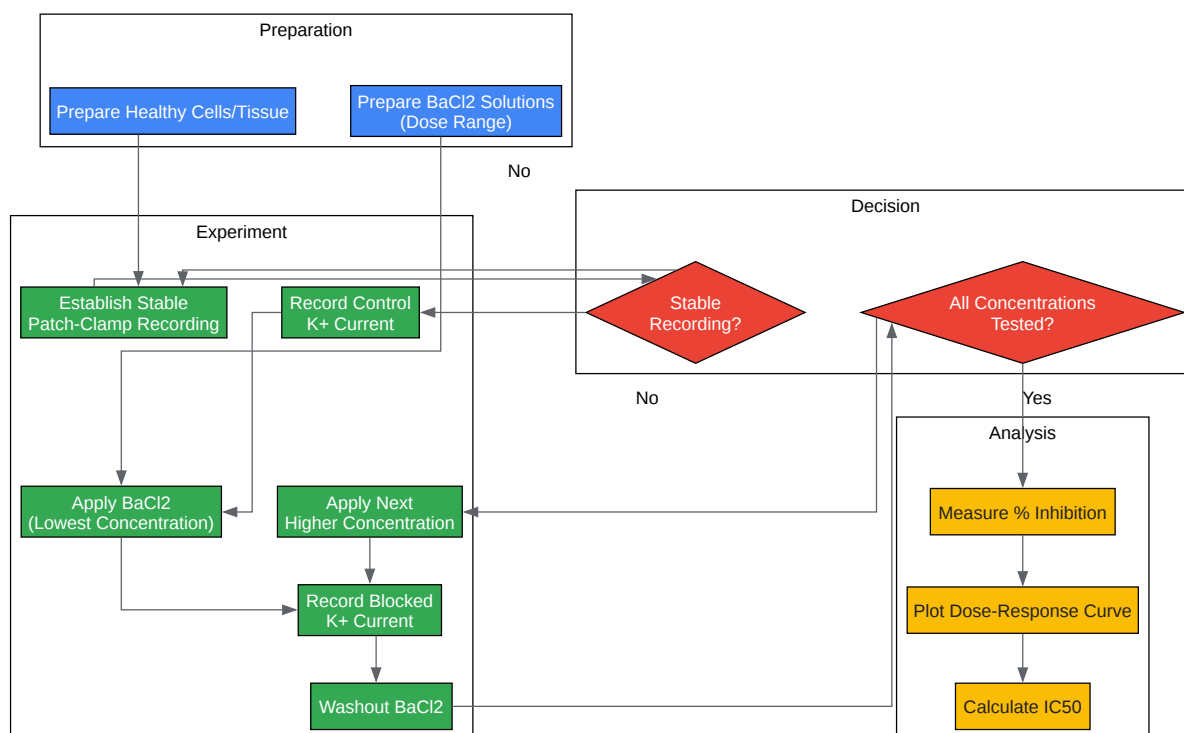 Preparation
Prepare Healthy Cells/Tissue
Prepare BaCl2 Solutions
(Dose Range)
No
Decision
Experiment
Establish Stable
Patch-Clamp Recording
Record Control
K+ Current
Stable
Recording?
All Concentrations
Tested?
No
Yes
Analysis
Apply BaCl2
(Lowest Concentration)
Apply Next
Higher Concentration
Measure % Inhibition
Record Blocked
K+ Current
Plot Dose-Response Curve
Washout BaCl2
Calculate IC50